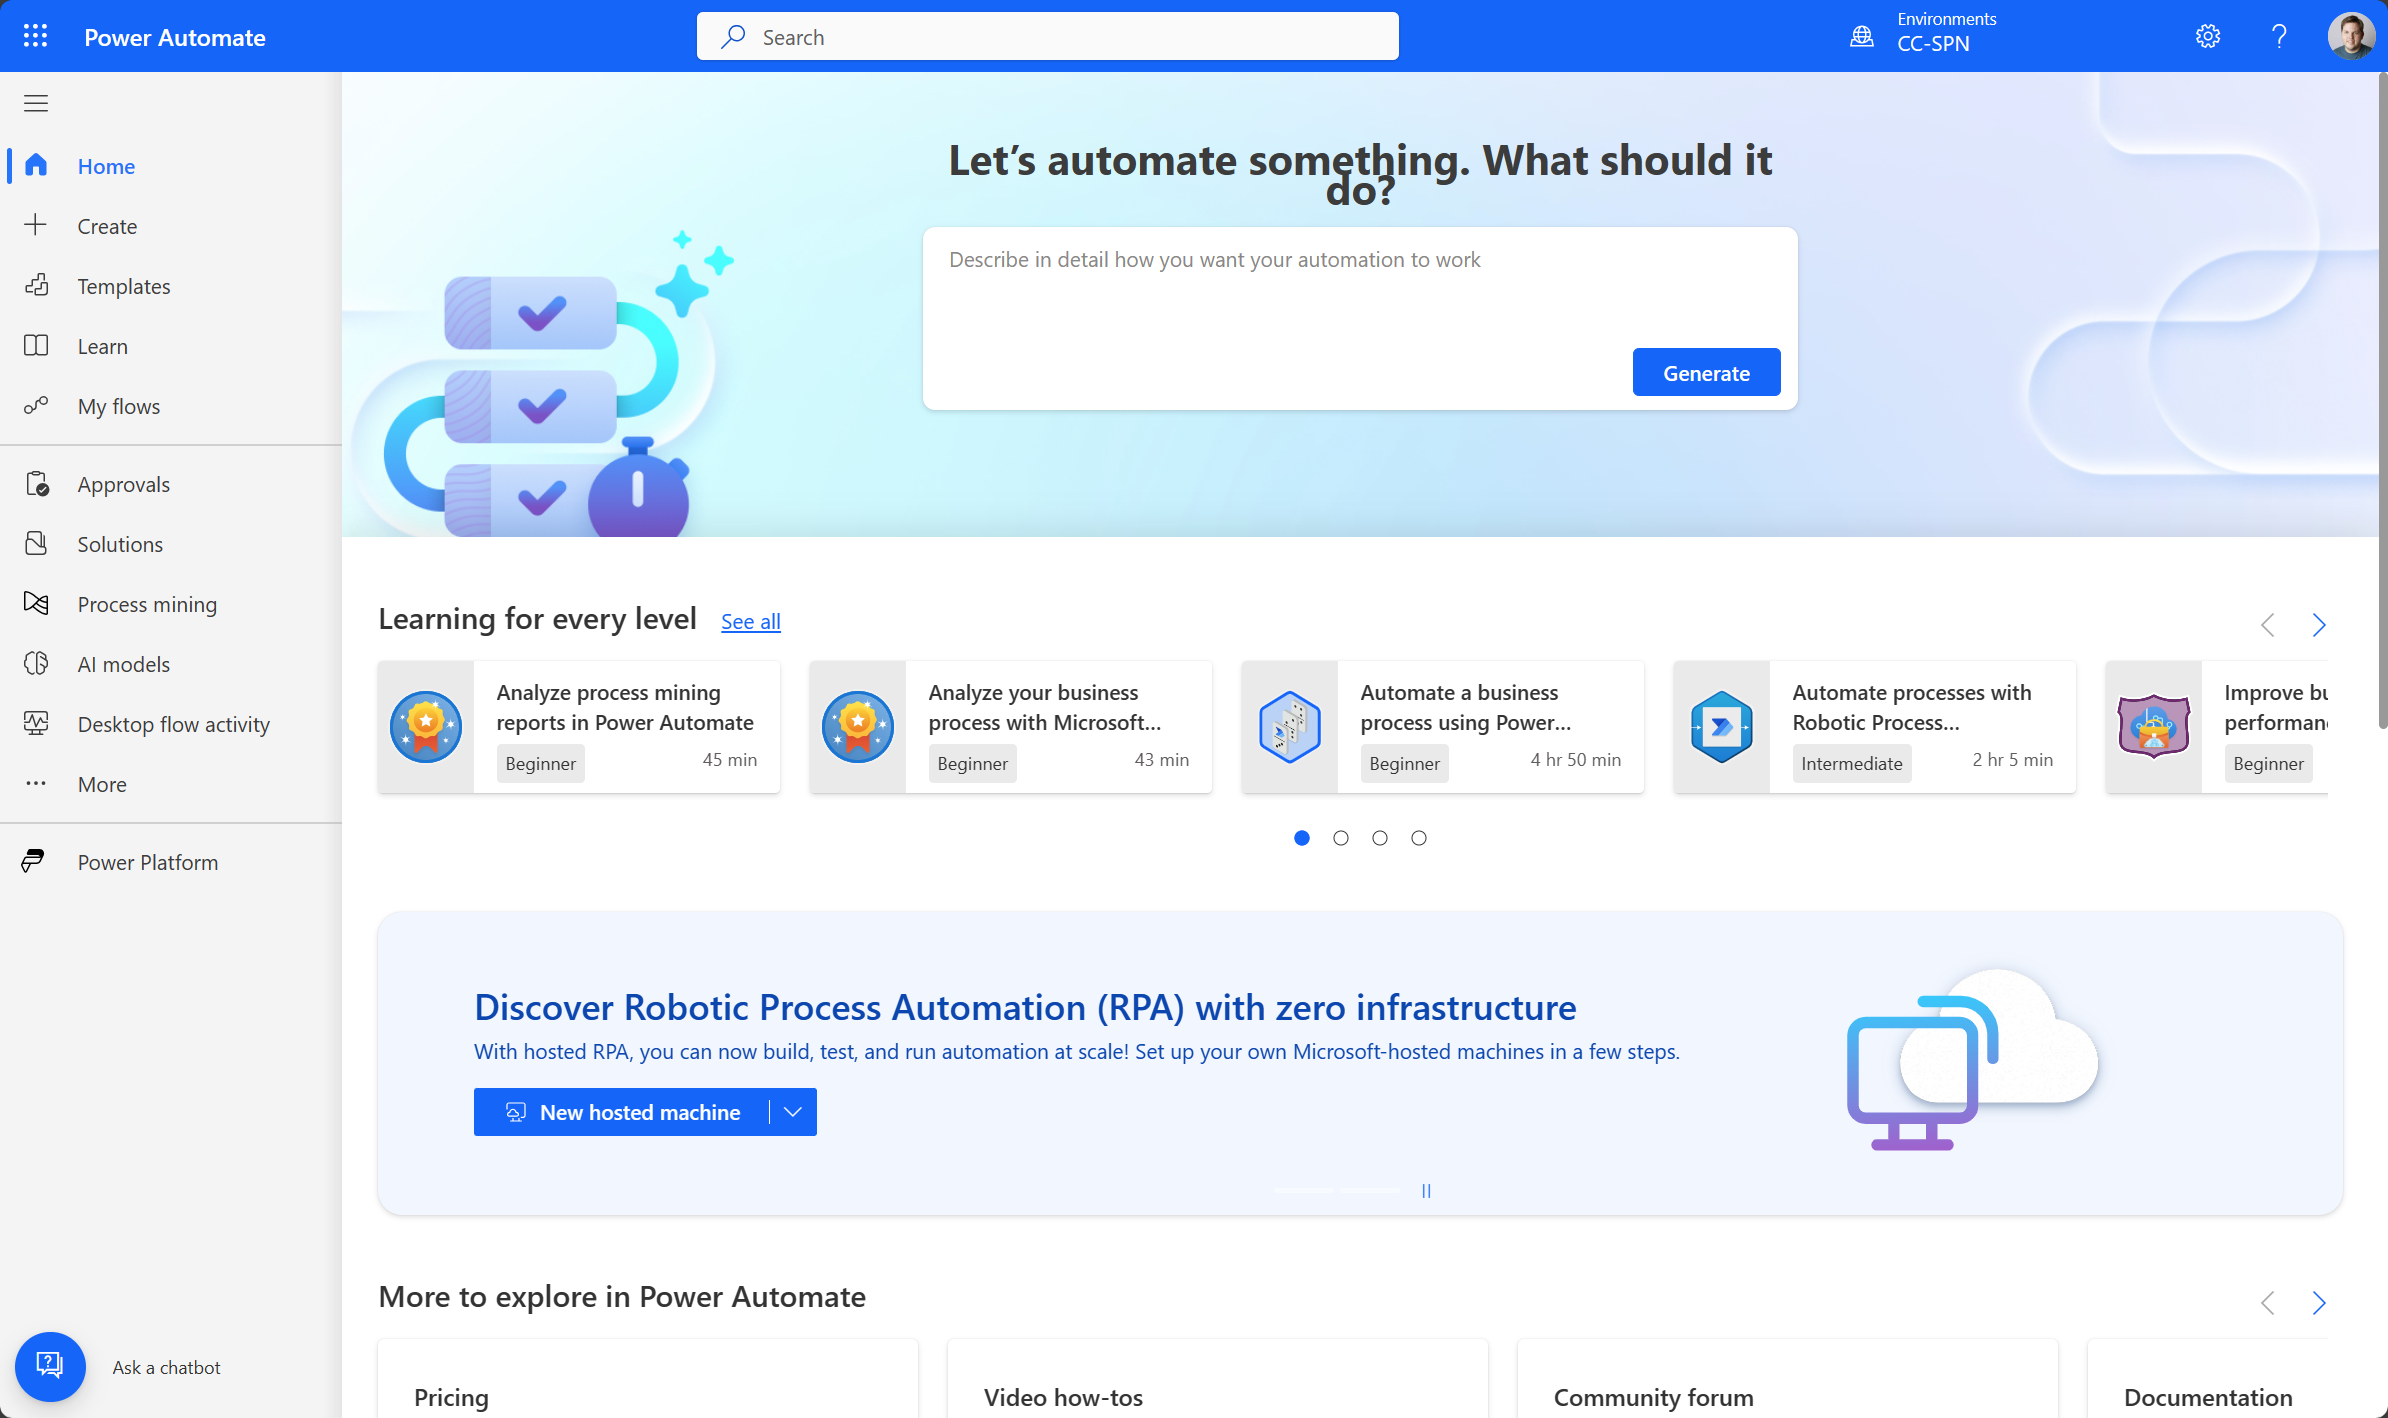 Power Automate
Search
Environments
CC-SPN
Home
Create
Templates
Learn
My flows
Approvals
Solutions
Process mining
AI models
Desktop flow activity
More
Power Platform
Ask a chatbot
Let’s automate something. What should it
do?
Describe in detail how you want your automation to work
Generate
Learning for every level
See all
Analyze process mining
reports in Power Automate
Beginner
45 min
Analyze your business
process with Microsoft...
Beginner
43 min
Automate a business
process using Power...
Beginner
4 hr 50 min
Automate processes with
Robotic Process...
Intermediate
2 hr 5 min
Improve
Beginner
Discover Robotic Process Automation (RPA) with zero infrastructure
With hosted RPA, you can now build, test, and run automation at scale! Set up your own Microsoft-hosted machines in a few steps.
New hosted machine
More to explore in Power Automate
Pricing
Video how-tos
Community forum
Documentation